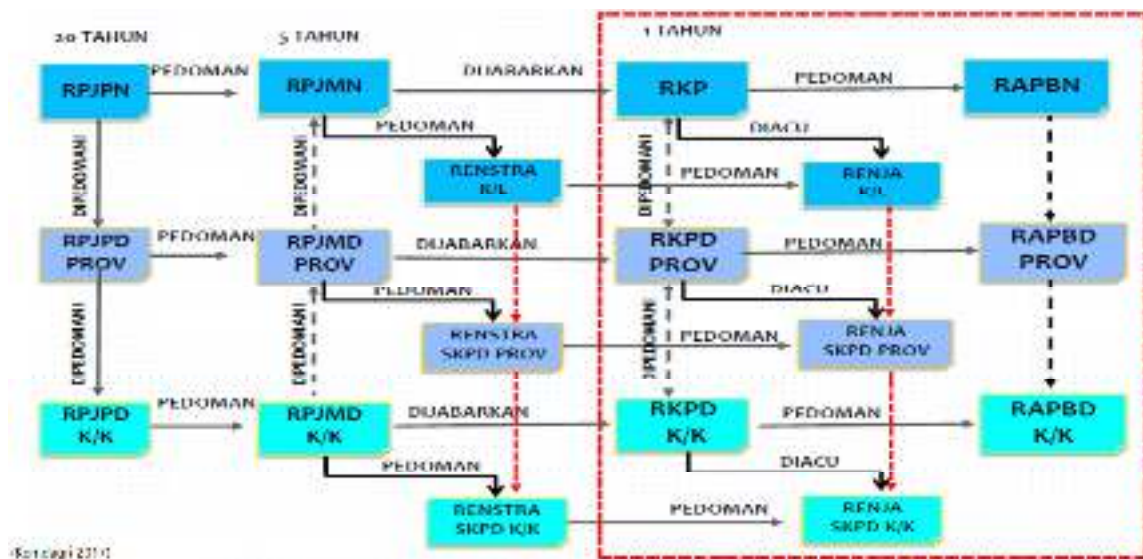 20 TAHUN
5 TAHUN
1 TAHUN
RPJPN
PEDOMAN
RPJMN
DIJABARKAN
RKP
PEDOMAN
RAPBN
PEDOMAN
DIACU
DIPEDOMANI
DIPEDOMANI
DIPEDOMANI
RENSTRA
K/L
PEDOMAN
RENJA
K/L
RPJPD
PROV
PEDOMAN
RPJMD
PROV
DIJABARKAN
RKPD
PROV
PEDOMAN
RAPBD
PROV
PEDOMAN
DIACU
DIPEDOMANI
DIPEDOMANI
DIPEDOMANI
RENSTRA
SKPD PROV
PEDOMAN
RENJA
SKPD PROV
RPJPD
K/K
PEDOMAN
RPJMD
K/K
DIJABARKAN
RKPD
K/K
PEDOMAN
RAPBD
K/K
PEDOMAN
DIACU
RENSTRA
SKPD K/K
PEDOMAN
RENJA
SKPD K/K